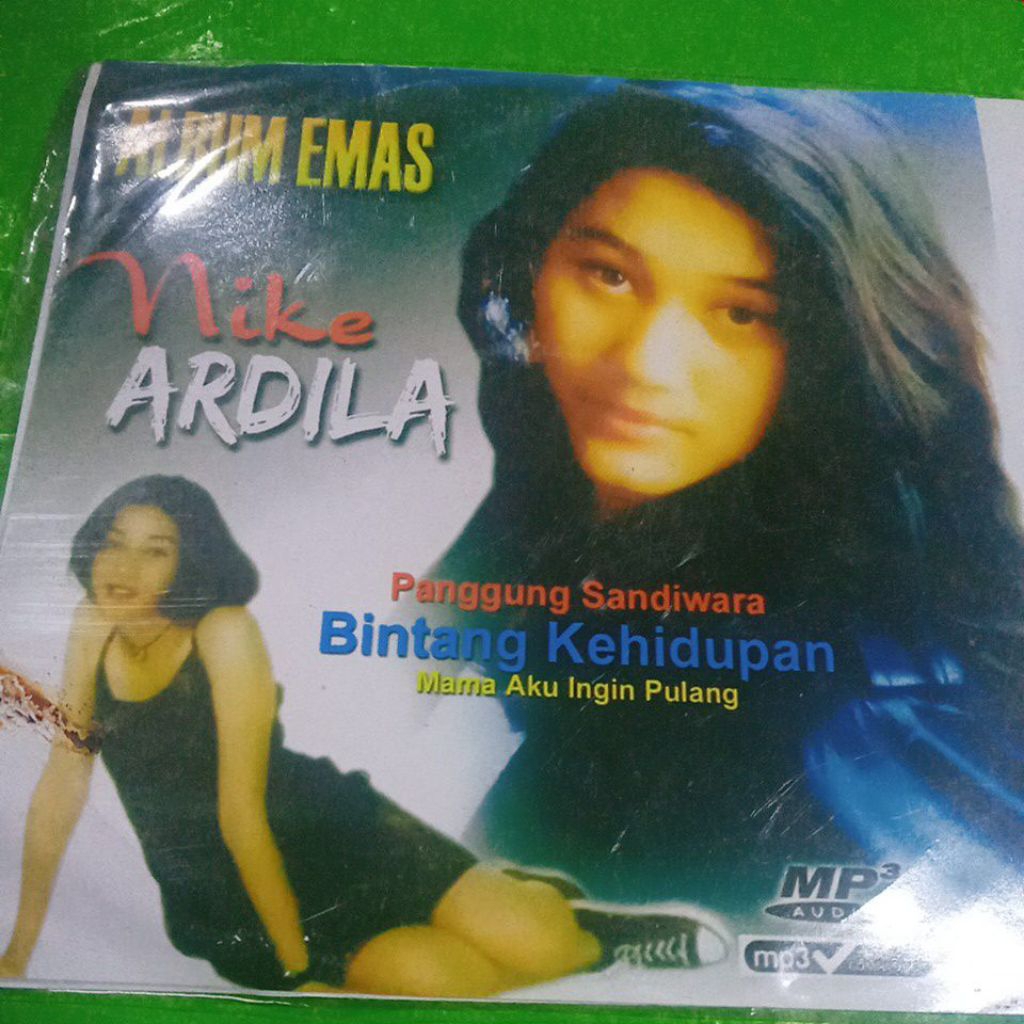 ALBUM EMAS
Nike
ARDILA
Panggung Sandiwara
Bintang Kehidupan
Mama Aku Ingin Pulang
MP3
mp3